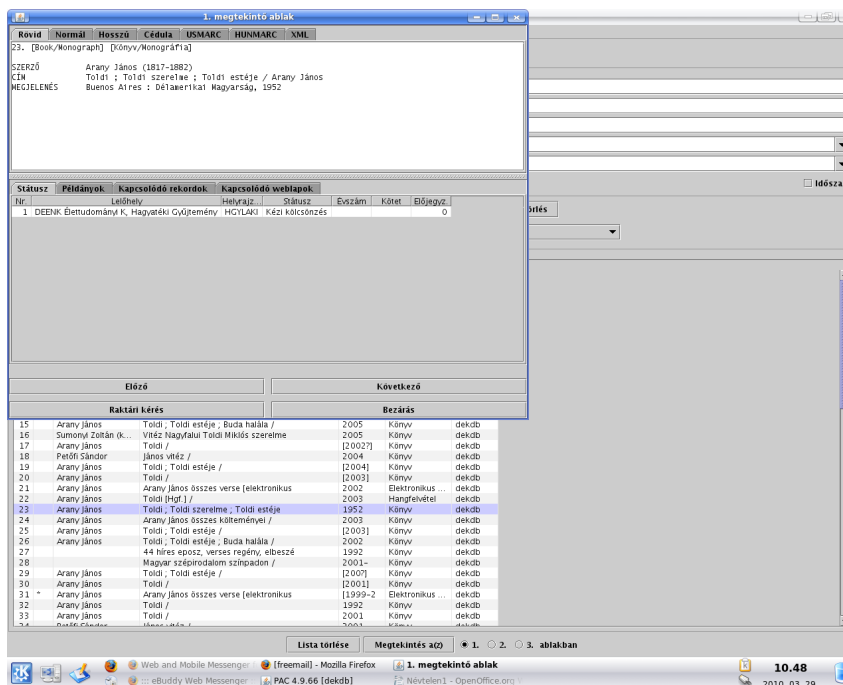 1. megtekintő ablak
Rövid Normál Hosszú Cédula USMARC HUNMARC XML
23. [Book/Monograph] [Könyv/Monográfia]
SZERZŐ Arany János (1817-1882)
CÍM Toldi ; Toldi szerelme ; Toldi estéje / Arany János
MEGJELENÉS Buenos Aires : Délamerikai Magyarság, 1952
Státusz Példányok Kapcsolódó rekordok Kapcsolódó weblapok
Idősza
Nr. Lelőhely Helyrajz... Státusz Évszám Kötet Előjegyz.
1 DEENK Élettudományi K, Hagyatéki Gyűjtemény HGYLAKI Kézi kölcsönzés 0
örlés
Előző Következő
Raktári kérés Bezárás
15 Arany János Toldi ; Toldi estéje ; Buda halála / 2005 Könyv dekdb
16 Sumonyi Zoltán (k... Vitéz Nagyfalui Toldi Miklós szerelme 2005 Könyv dekdb
17 Arany János Toldi / [2002?] Könyv dekdb
18 Petőfi Sándor János vitéz / 2004 Könyv dekdb
19 Arany János Toldi ; Toldi estéje / [2004] Könyv dekdb
20 Arany János Toldi / [2003] Könyv dekdb
21 Arany János Arany János összes verse [elektronikus 2002 Elektronikus ... dekdb
22 Arany János Toldi [Hgf.] / 2003 Hangfelvétel dekdb
23 Arany János Toldi ; Toldi szerelme ; Toldi estéje 1952 Könyv dekdb
24 Arany János Arany János összes költeményei / 2003 Könyv dekdb
25 Arany János Toldi ; Toldi estéje / [2003] Könyv dekdb
26 Arany János Toldi ; Toldi estéje ; Buda halála / 2002 Könyv dekdb
27 44 híres eposz, verses regény, elbeszé 1992 Könyv dekdb
28 Magyar szépirodalom színpadon / 2001- Könyv dekdb
29 Arany János Toldi ; Toldi estéje / [200?] Könyv dekdb
30 Arany János Toldi / [2001] Könyv dekdb
31 * Arany János Arany János összes verse [elektronikus [1999-2 Elektronikus ... dekdb
32 Arany János Toldi / 1992 Könyv dekdb
33 Arany János Toldi / 2001 Könyv dekdb
34 Petőfi Sándor János vitéz / 2001 Könyv dekdb
Lista törlése Megtekintés a(z) 1. 2. 3. ablakban
Web and Mobile Messenger [freemail] - Mozilla Firefox 1. megtekintő ablak
::: eBuddy Web Messenger PAC 4.9.66 [dekdb] Névtelen1 - OpenOffice.org
10.48
2010. 03. 29.